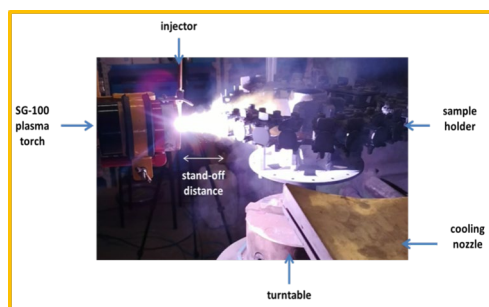 injector
SG-100
plasma
torch
sample
holder
stand-off
distance
cooling
nozzle
turntable